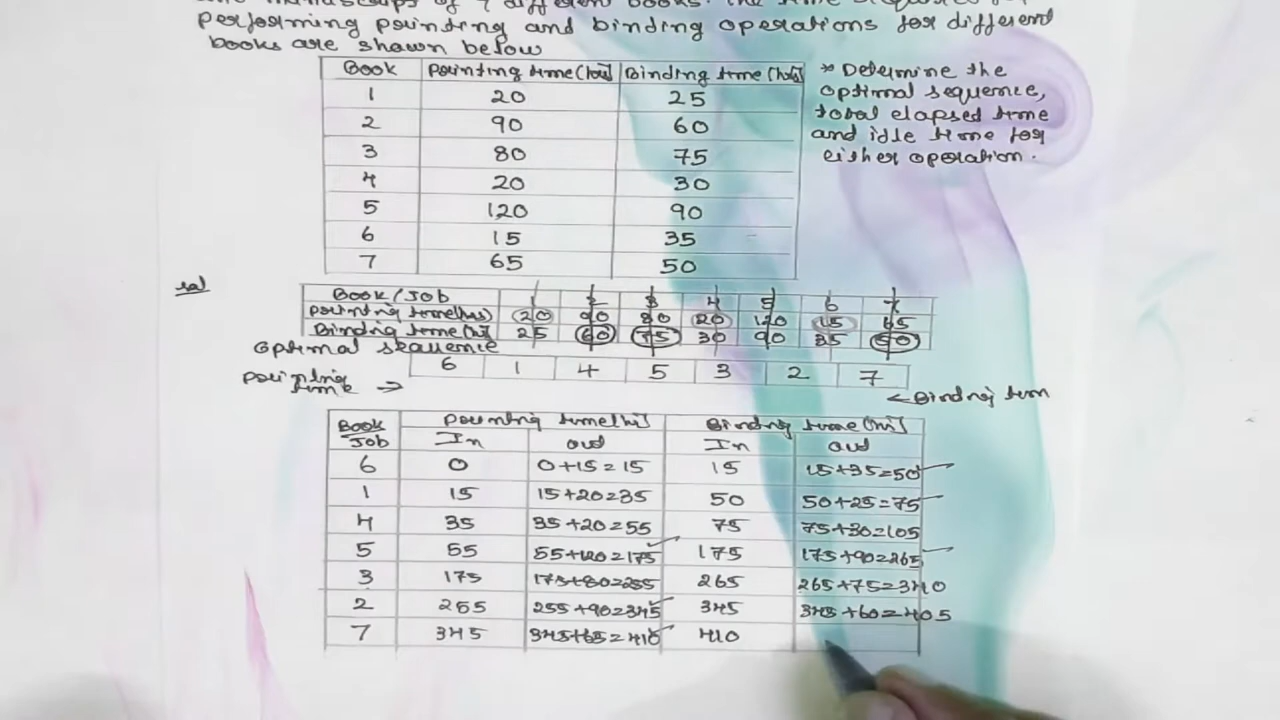 of 7 different books. The time
performing printing and binding operations for different
books are shown below
Book Printing time (hrs) Binding time (hrs)
1 20 25
2 90 60
3 80 75
4 20 30
5 120 90
6 15 35
7 65 50
* Determine the
optimal sequence,
total elapsed time
and idle time for
either operation.
Sol
Book/Job 1 2 3 4 5 6 7
Printing time(hrs) 20 90 80 20 120 15 65
Binding time(hr) 25 60 75 30 90 35 50
Optimal sequence
6 1 4 5 3 2 7
Printing time →
← Binding time
Book Job Printing time(hr) Binding time(hr)
In out In out
6 0 0+15=15 15 15+35=50
1 15 15+20=35 50 50+25=75
4 35 35+20=55 75 75+30=105
5 55 55+120=175 175 175+90=265
3 175 175+80=255 265 265+75=340
2 255 255+90=345 345 345+60=405
7 345 345+65=410 410